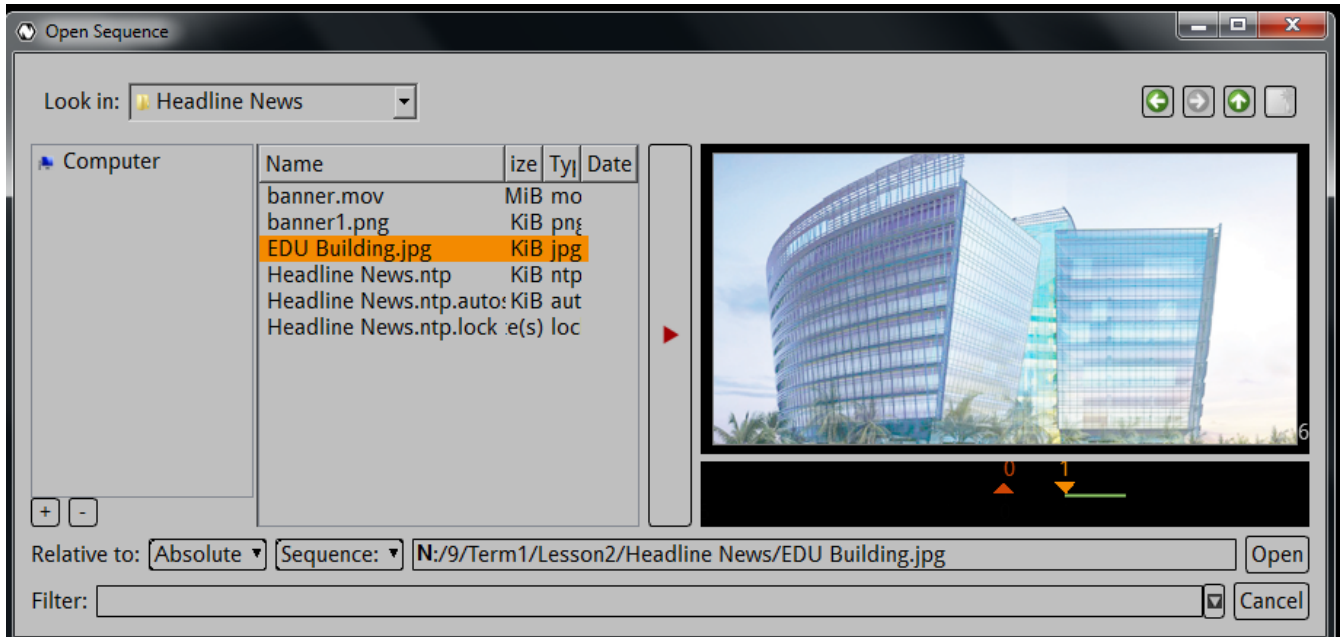 Open Sequence
Look in: Headline News
Computer
Name ize Typ Date
banner.mov MiB mo
banner1.png KiB png
EDU Building.jpg KiB jpg
Headline News.ntp KiB ntp
Headline News.ntp.auto: KiB aut
Headline News.ntp.lock :e(s) loc
6
0 1
+ -
Relative to: Absolute Sequence: N:/9/Term1/Lesson2/Headline News/EDU Building.jpg Open
Filter: Cancel